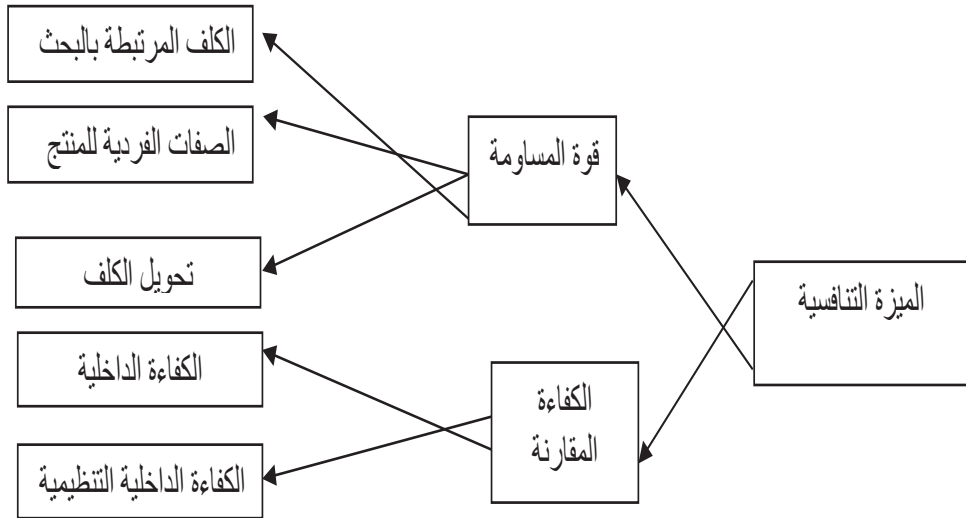 الميزة التنافسية
قوة المساومة
الكفاءة
المقارنة
الكلف المرتبطة بالبحث
الصفات الفردية للمنتج
تحويل الكلف
الكفاءة الداخلية
الكفاءة الداخلية التنظيمية